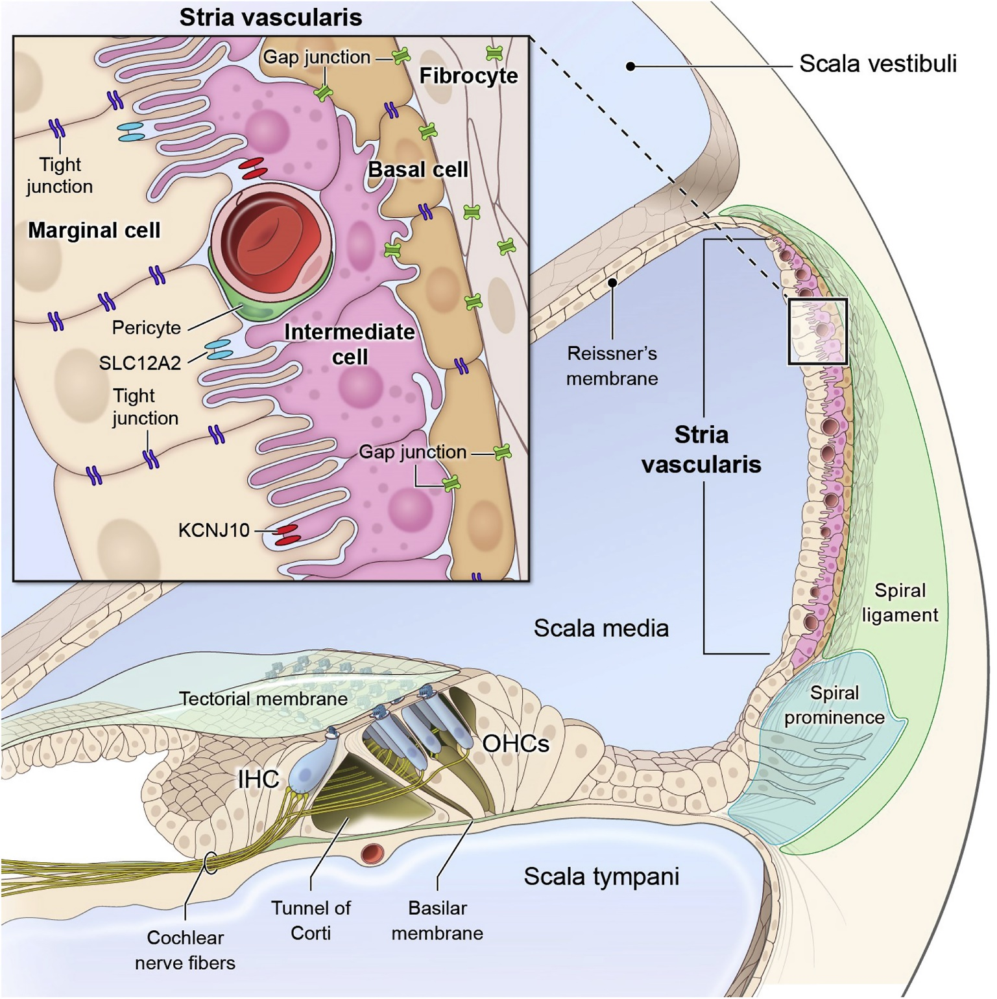 Stria vascularis
Gap junction
Fibrocyte
Scala vestibuli
Tight
junction
Basal cell
Marginal cell
Pericyte
Intermediate
cell
SLC12A2
Tight
junction
Gap junction
KCNJ10
Reissner’s
membrane
Stria
vascularis
Spiral
ligament
Scala media
Spiral
prominence
Tectorial membrane
OHCs
IHC
Scala tympani
Tunnel of
Corti
Basilar
membrane
Cochlear
nerve fibers